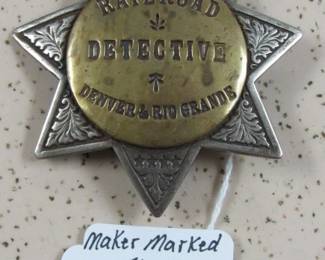 RAILROAD
DETECTIVE
DENVER & RIO GRANDE
Maker Marked